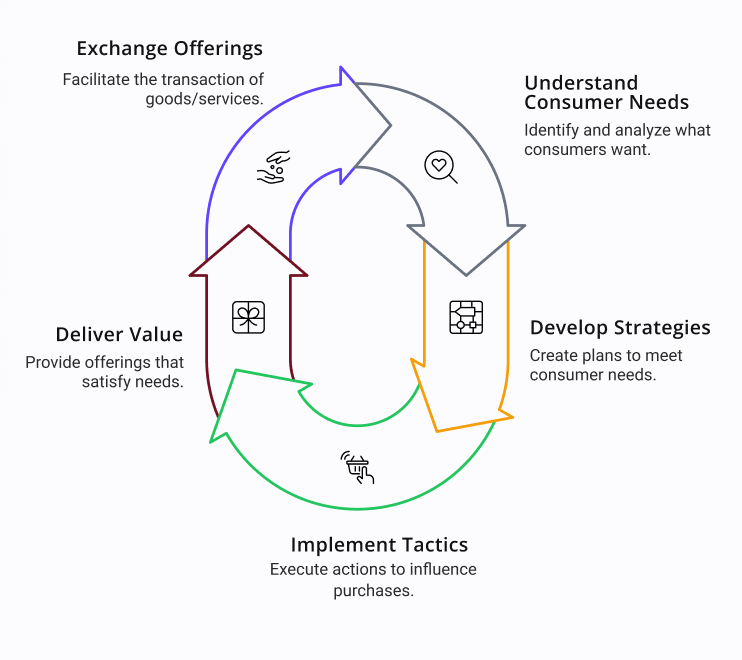 Exchange Offerings
Facilitate the transaction of
goods/services.
Understand
Consumer Needs
Identify and analyze what
consumers want.
Develop Strategies
Create plans to meet
consumer needs.
Deliver Value
Provide offerings that
satisfy needs.
Implement Tactics
Execute actions to influence
purchases.